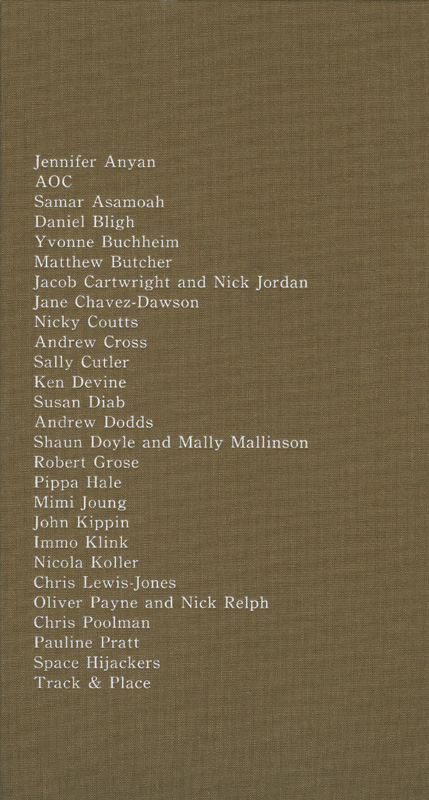 Jennifer Anyan
AOC
Samar Asamoah
Daniel Bligh
Yvonne Buchheim
Matthew Butcher
Jacob Cartwright and Nick Jordan
Jane Chavez-Dawson
Nicky Coutts
Andrew Cross
Sally Cutler
Ken Devine
Susan Diab
Andrew Dodds
Shaun Doyle and Mally Mallinson
Robert Grose
Pippa Hale
Mimi Joung
John Kippin
Immo Klink
Nicola Koller
Chris Lewis-Jones
Oliver Payne and Nick Relph
Chris Poolman
Pauline Pratt
Space Hijackers
Track & Place